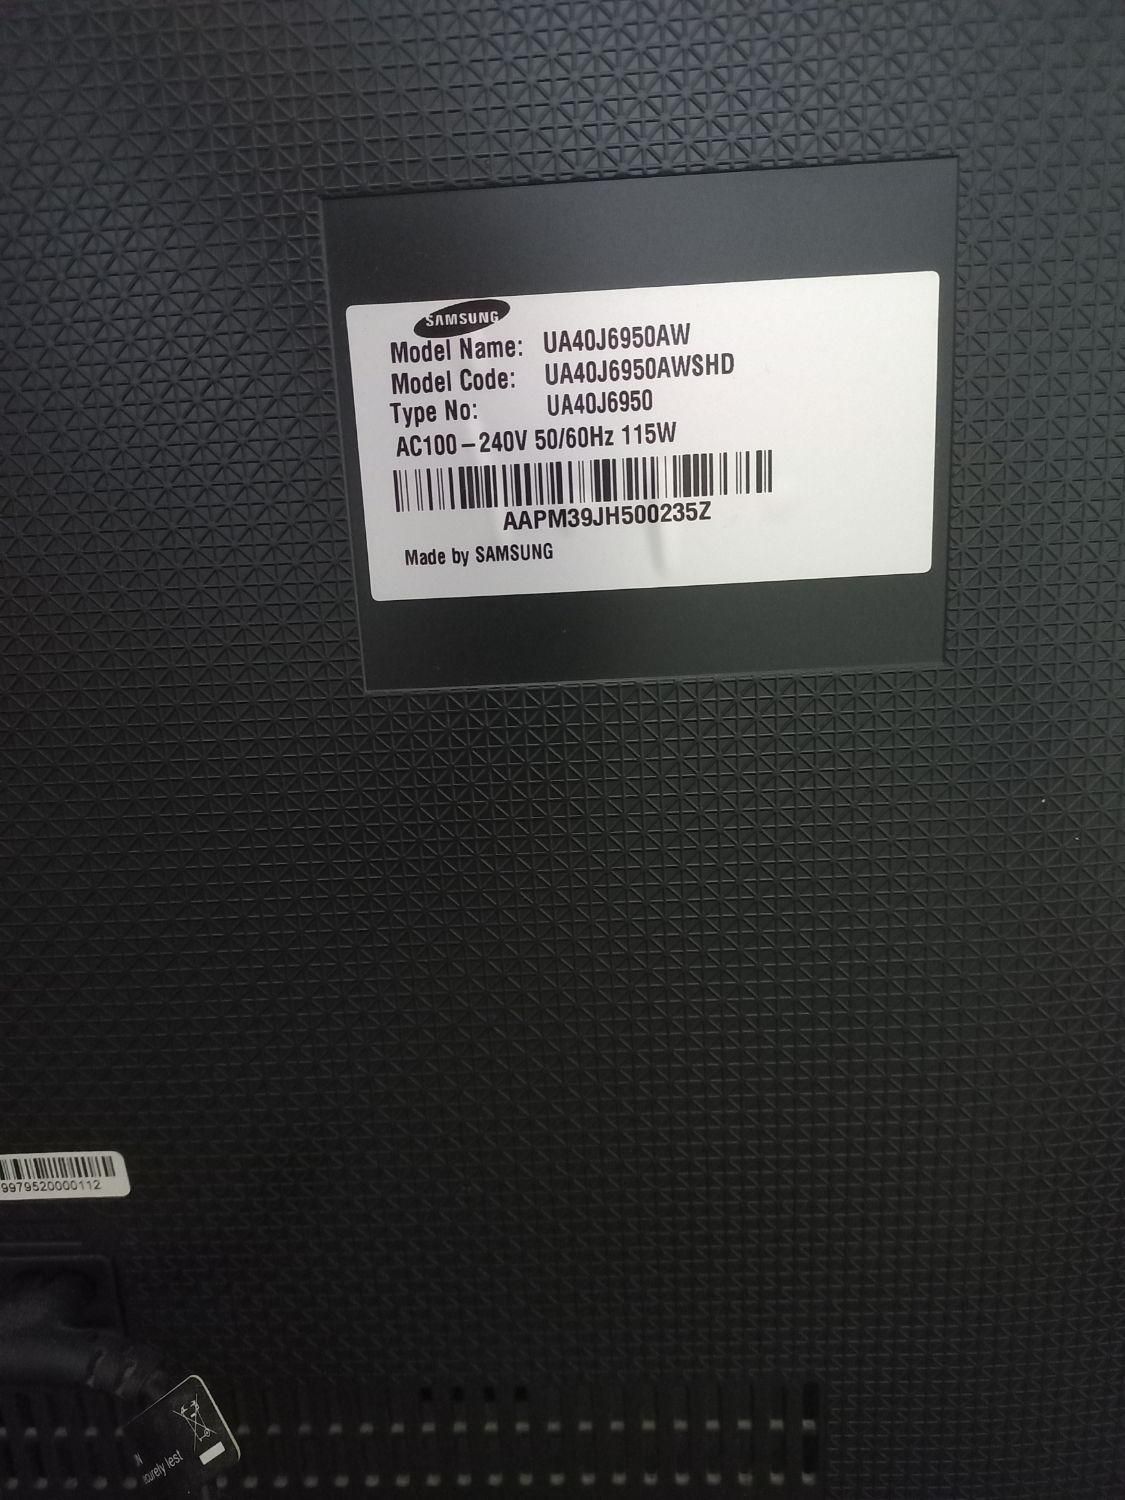 SAMSUNG
Model Name: UA40J6950AW
Model Code: UA40J6950AWSHD
Type No: UA40J6950
AC100-240V 50/60Hz 115W
AAPM39JH500235Z
Made by SAMSUNG
9979520000112